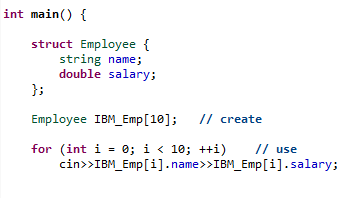 int main() {
struct Employee {
string name;
double salary;
};
Employee IBM_Emp[10];   // create
for (int i = 0; i < 10; ++i)    // use
cin>>IBM_Emp[i].name>>IBM_Emp[i].salary;